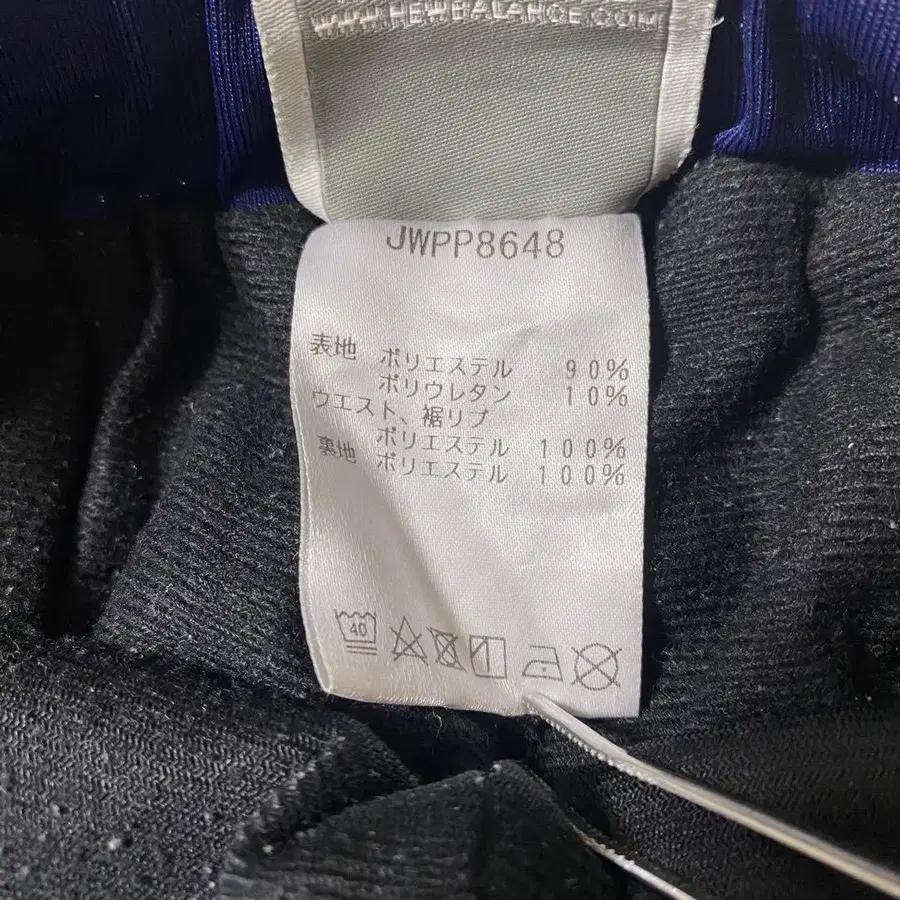 WWW.NEWBALANCE.COM
JWPP8648
表地 ポリエステル 90%
ポリウレタン 10%
ウエスト、裾リブ
ポリエステル 100%
裏地 ポリエステル 100%
40